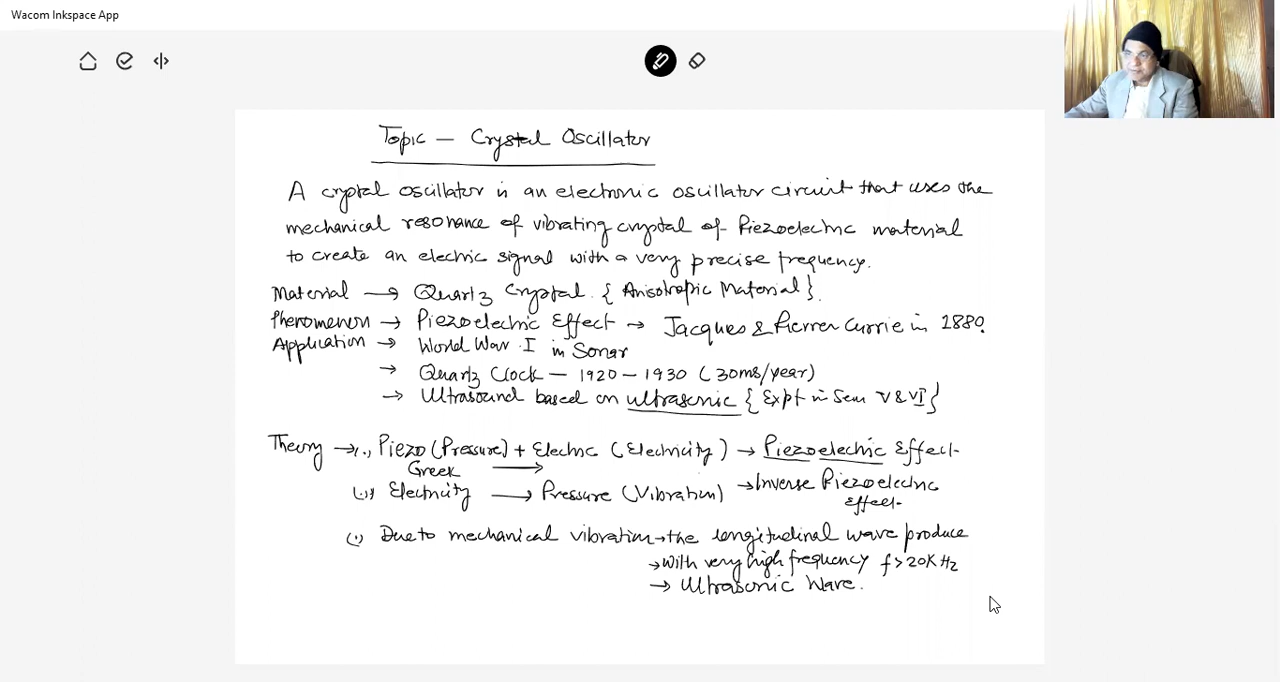 Wacom Inkspace App
Topic — Crystal Oscillator
A crystal oscillator is an electronic oscillator circuit that uses the
mechanical resonance of vibrating crystal of Piezoelectric material
to create an electric signal with a very precise frequency.
Material → Quartz Crystal. { Anisotropic Material }.
Phenomenon → Piezoelectric Effect → Jacques & Pierren Currie in 1880
Application → World War I in Sonar
→ Quartz Clock — 1920 – 1930 (30ms/year)
→ Ultrasound based on ultrasonic { Expt in Sem V & VI }
Theory → 1., Piezo (Pressure) + Electric (Electricity) → Piezoelectric Effect
Greek →
(ii) Electricity → Pressure (Vibration) → Inverse Piezoelectric
Effect
(i) Due to mechanical vibration → the longitudinal wave produce
→ with very high frequency f > 20KHz
→ Ultrasonic Wave.